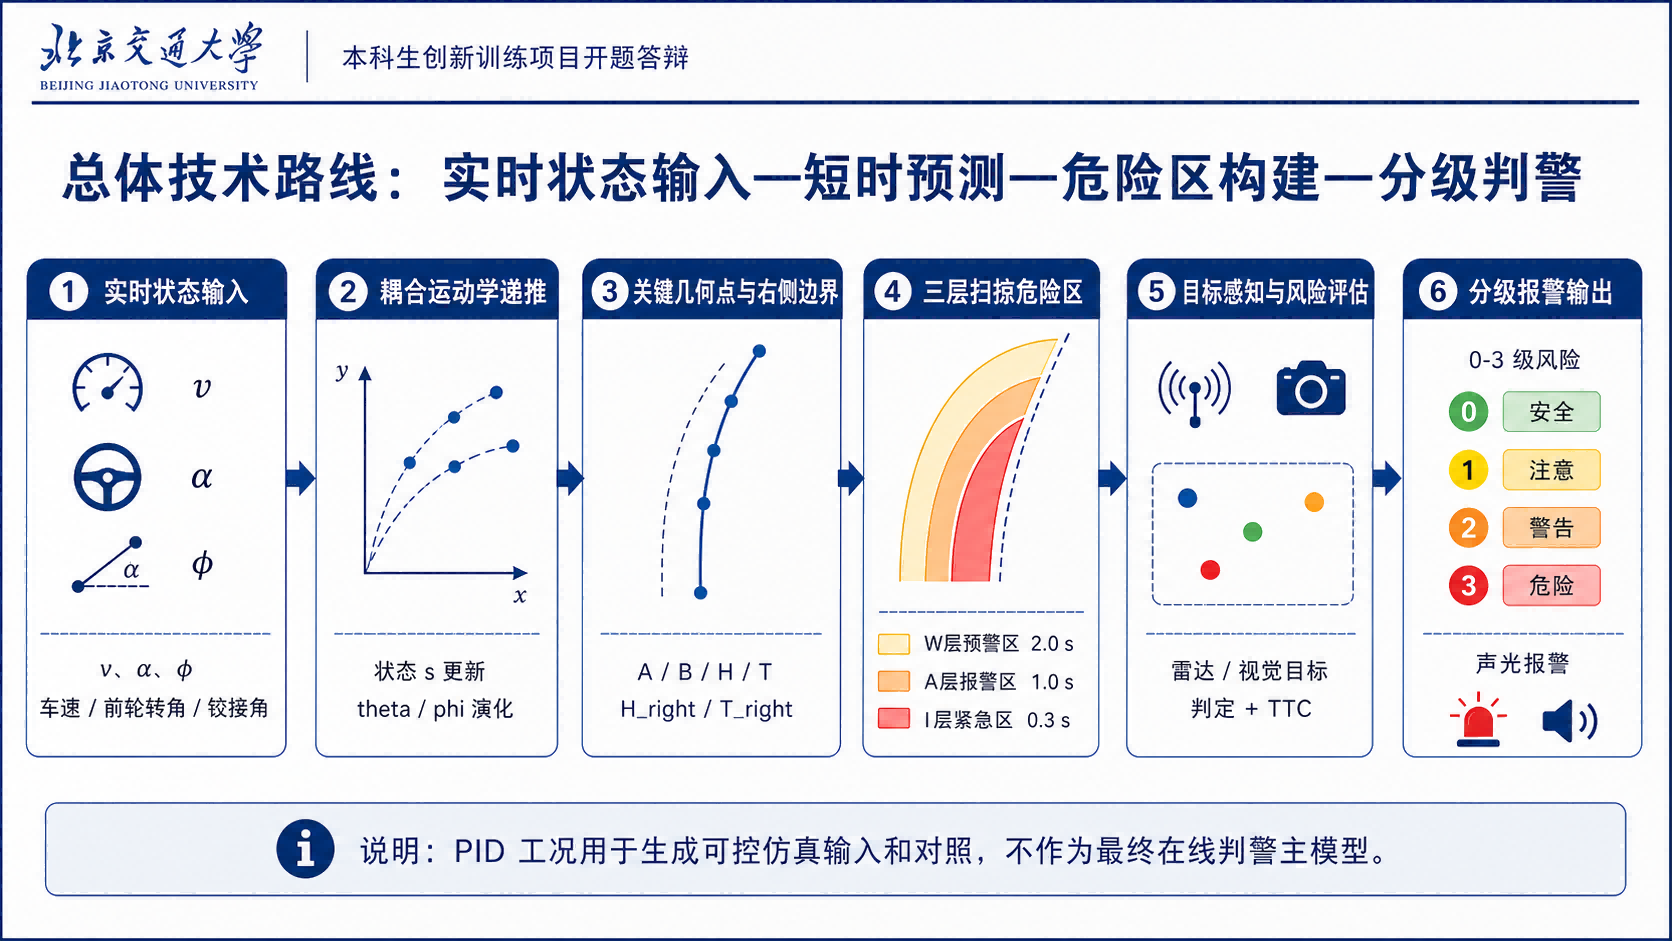 北京交通大学
BEIJING JIAOTONG UNIVERSITY
本科生创新训练项目开题答辩
总体技术路线：实时状态输入—短时预测—危险区构建—分级判警
1 实时状态输入
v
α
α
ϕ
v、α、ϕ
车速 / 前轮转角 / 铰接角
2 耦合运动学递推
y
x
状态 s 更新
theta / phi 演化
3 关键几何点与右侧边界
A / B / H / T
H_right / T_right
4 三层扫掠危险区
W层预警区 2.0 s
A层报警区 1.0 s
I层紧急区 0.3 s
5 目标感知与风险评估
雷达 / 视觉目标
判定 + TTC
6 分级报警输出
0-3 级风险
0 安全
1 注意
2 警告
3 危险
声光报警
i 说明：PID 工况用于生成可控仿真输入和对照，不作为最终在线判警主模型。